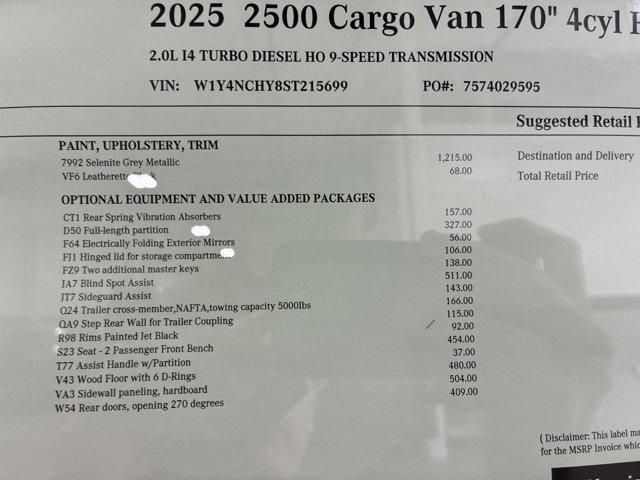 2025 2500 Cargo Van 170" 4cyl
2.0L I4 TURBO DIESEL HO 9-SPEED TRANSMISSION
VIN: W1Y4NCHY8ST215699 PO#: 7574029595
Suggested Retail
PAINT, UPHOLSTERY, TRIM
7992 Selenite Grey Metallic 1,215.00 Destination and Delivery
VF6 Leatherette 68.00 Total Retail Price
OPTIONAL EQUIPMENT AND VALUE ADDED PACKAGES
CT1 Rear Spring Vibration Absorbers 157.00
D50 Full-length partition 327.00
F64 Electrically Folding Exterior Mirrors 56.00
FJ1 Hinged lid for storage compartme 106.00
FZ9 Two additional master keys 138.00
JA7 Blind Spot Assist 511.00
JT7 Sideguard Assist 143.00
Q24 Trailer cross-member,NAFTA,towing capacity 5000lbs 166.00
QA9 Step Rear Wall for Trailer Coupling 115.00
R98 Rims Painted Jet Black 92.00
S23 Seat - 2 Passenger Front Bench 454.00
T77 Assist Handle w/Partition 37.00
V43 Wood Floor with 6 D-Rings 480.00
VA3 Sidewall paneling, hardboard 504.00
W54 Rear doors, opening 270 degrees 409.00
( Disclaimer: This label ma
for the MSRP Invoice whic